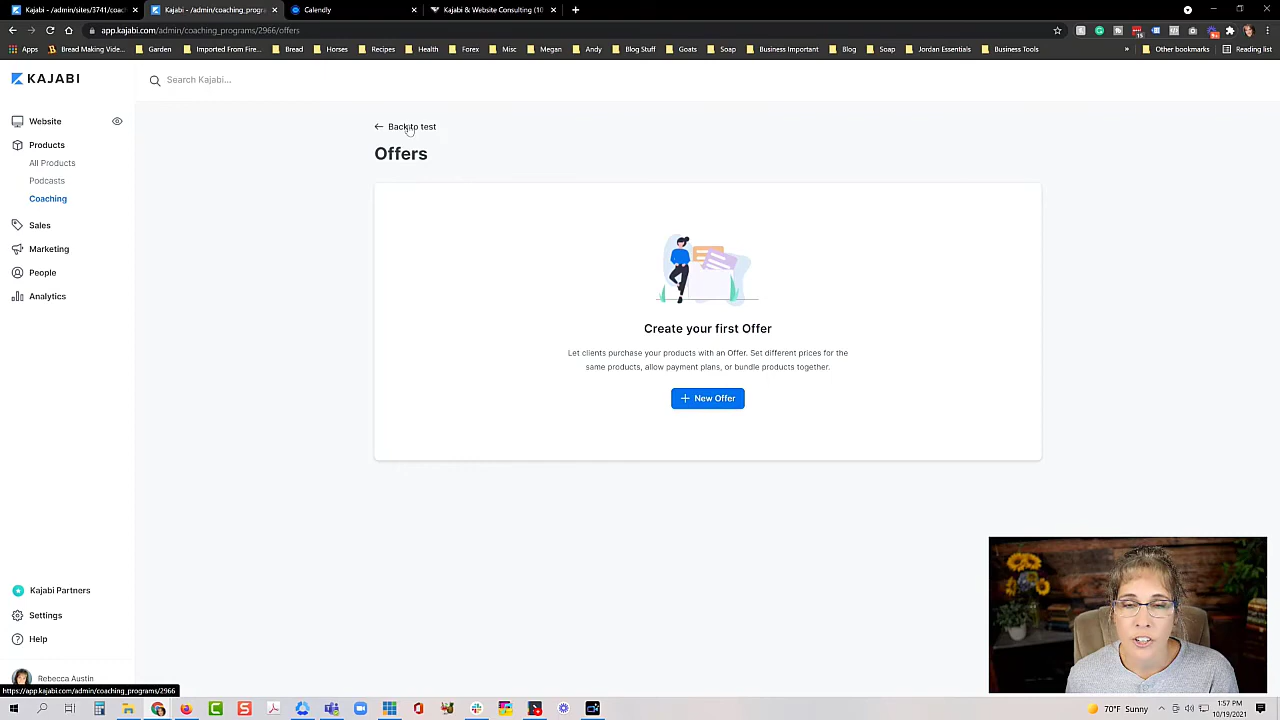 Kajabi - /admin/sites/3741/coac
Kajabi - /admin/coaching_progra
Calendly
Kajabi & Website Consulting (10
app.kajabi.com/admin/coaching_programs/2966/offers
Apps
Bread Making Vide...
Garden
Imported From Fire...
Bread
Horses
Recipes
Health
Forex
Misc
Megan
Andy
Blog Stuff
Goats
Soap
Business Important
Blog
Soap
Jordan Essentials
Business Tools
»
Other bookmarks
Reading list
KAJABI
Search Kajabi...
Website
Products
All Products
Podcasts
Coaching
Sales
Marketing
People
Analytics
← Back to test
Offers
Create your first Offer
Let clients purchase your products with an Offer. Set different prices for the
same products, allow payment plans, or bundle products together.
+ New Offer
Kajabi Partners
Settings
Help
Rebecca Austin
https://app.kajabi.com/admin/coaching_programs/2966
70°F Sunny
1:57 PM
10/19/2021